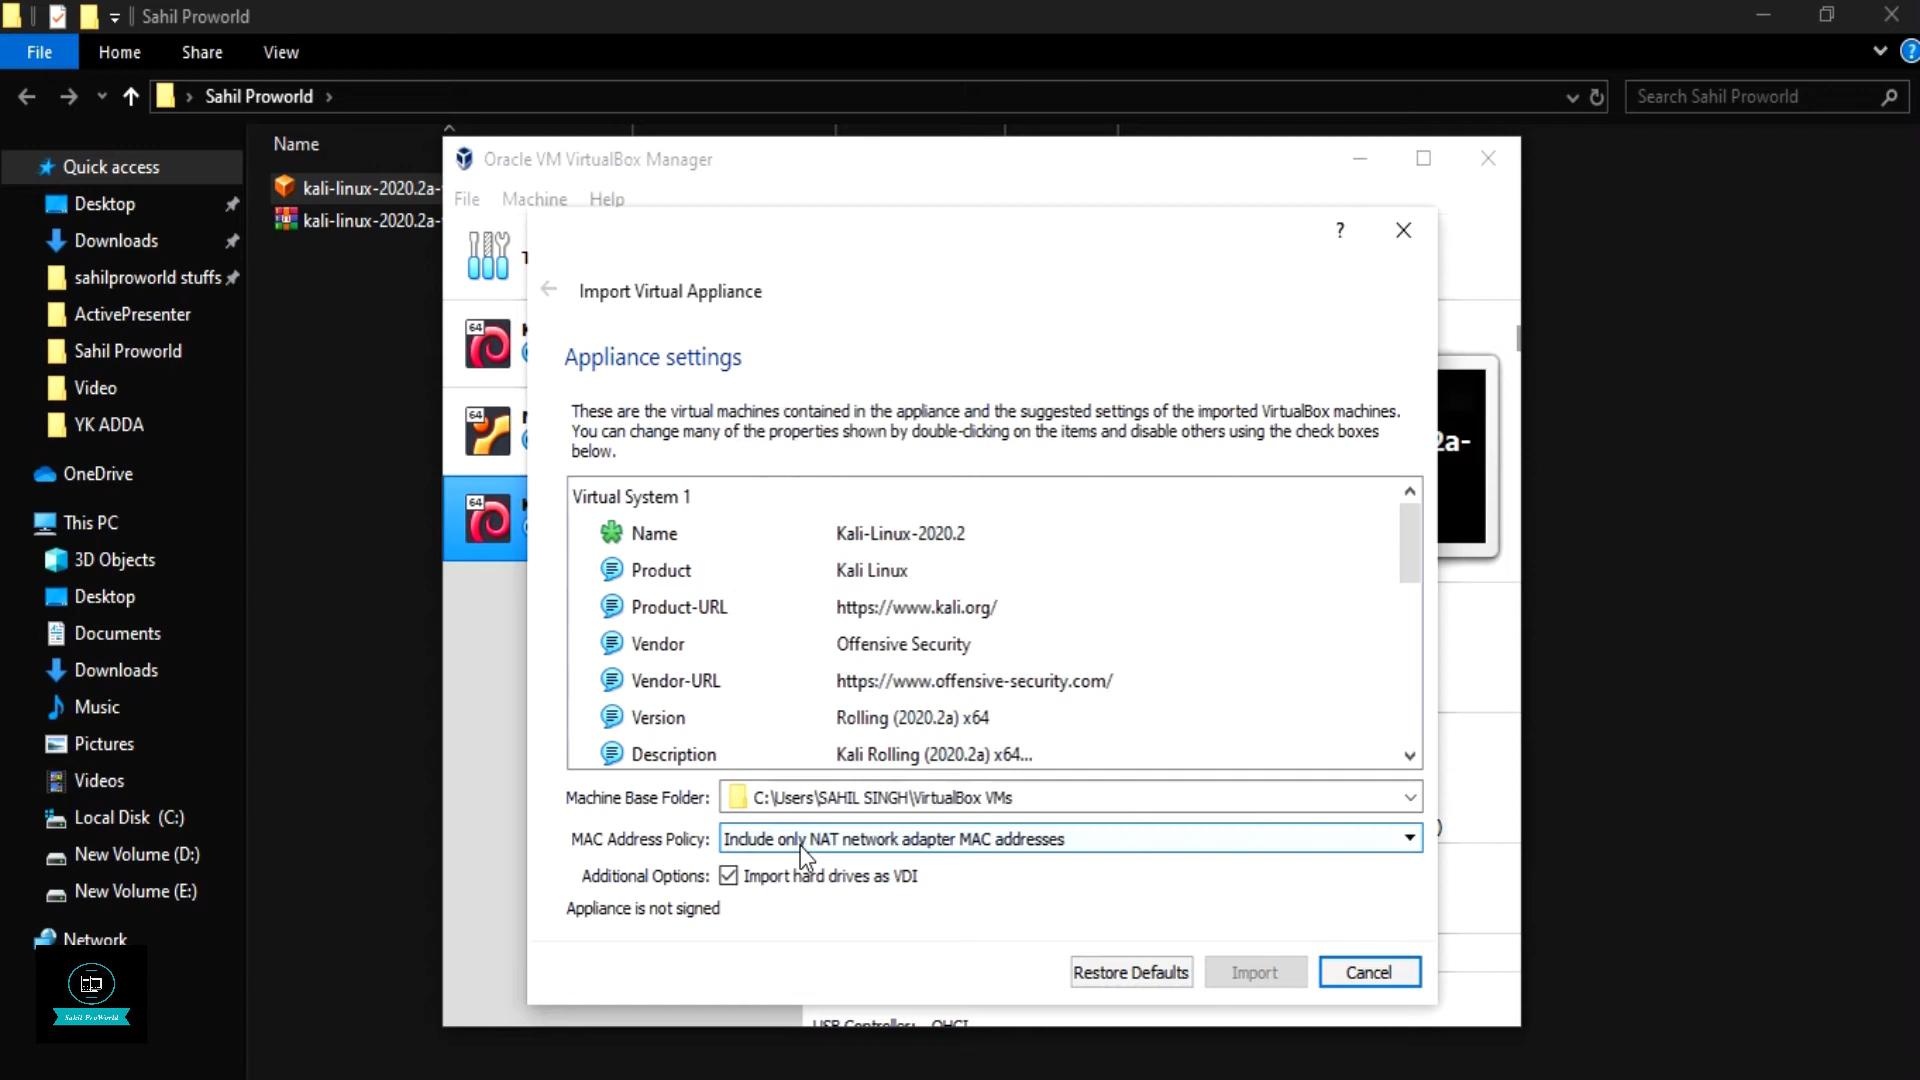 Sahil Proworld
File Home Share View
Sahil Proworld
Search Sahil Proworld
Name
Quick access
Desktop
Downloads
sahilproworld stuffs
ActivePresenter
Sahil Proworld
Video
YK ADDA
OneDrive
This PC
3D Objects
Desktop
Documents
Downloads
Music
Pictures
Videos
Local Disk (C:)
New Volume (D:)
New Volume (E:)
Network
Sahil ProWorld
kali-linux-2020.2a-
kali-linux-2020.2a-
Oracle VM VirtualBox Manager
File Machine Help
64
64
64
2a-
?
Import Virtual Appliance
Appliance settings
These are the virtual machines contained in the appliance and the suggested settings of the imported VirtualBox machines.
You can change many of the properties shown by double-clicking on the items and disable others using the check boxes
below.
Virtual System 1
Name Kali-Linux-2020.2
Product Kali Linux
Product-URL https://www.kali.org/
Vendor Offensive Security
Vendor-URL https://www.offensive-security.com/
Version Rolling (2020.2a) x64
Description Kali Rolling (2020.2a) x64...
Machine Base Folder: C:\Users\SAHIL SINGH\VirtualBox VMs
MAC Address Policy: Include only NAT network adapter MAC addresses
Additional Options: Import hard drives as VDI
Appliance is not signed
Restore Defaults Import Cancel
USB Controller: OHCI